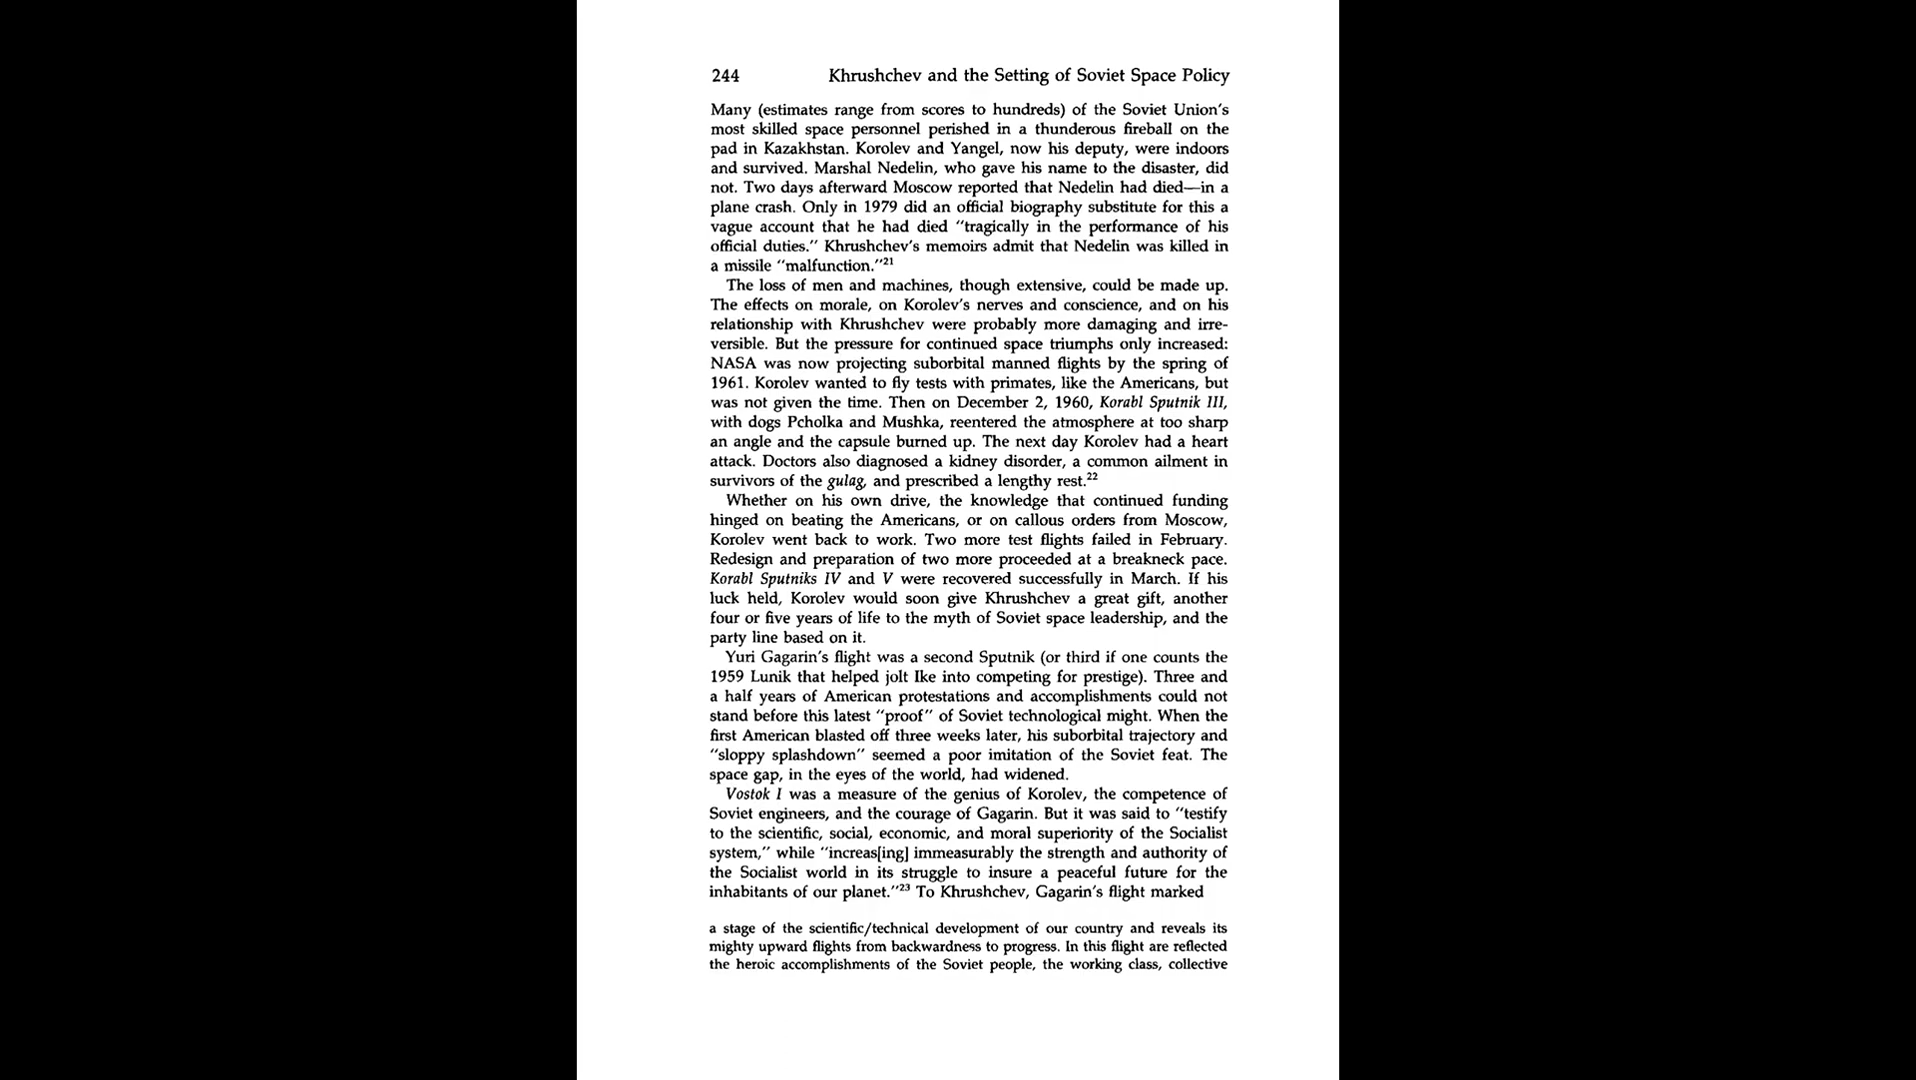 244 Khrushchev and the Setting of Soviet Space Policy
Many (estimates range from scores to hundreds) of the Soviet Union's
most skilled space personnel perished in a thunderous fireball on the
pad in Kazakhstan. Korolev and Yangel, now his deputy, were indoors
and survived. Marshal Nedelin, who gave his name to the disaster, did
not. Two days afterward Moscow reported that Nedelin had died—in a
plane crash. Only in 1979 did an official biography substitute for this a
vague account that he had died "tragically in the performance of his
official duties." Khrushchev's memoirs admit that Nedelin was killed in
a missile "malfunction."21
The loss of men and machines, though extensive, could be made up.
The effects on morale, on Korolev's nerves and conscience, and on his
relationship with Khrushchev were probably more damaging and irre-
versible. But the pressure for continued space triumphs only increased:
NASA was now projecting suborbital manned flights by the spring of
1961. Korolev wanted to fly tests with primates, like the Americans, but
was not given the time. Then on December 2, 1960, Korabl Sputnik III,
with dogs Pcholka and Mushka, reentered the atmosphere at too sharp
an angle and the capsule burned up. The next day Korolev had a heart
attack. Doctors also diagnosed a kidney disorder, a common ailment in
survivors of the gulag, and prescribed a lengthy rest.22
Whether on his own drive, the knowledge that continued funding
hinged on beating the Americans, or on callous orders from Moscow,
Korolev went back to work. Two more test flights failed in February.
Redesign and preparation of two more proceeded at a breakneck pace.
Korabl Sputniks IV and V were recovered successfully in March. If his
luck held, Korolev would soon give Khrushchev a great gift, another
four or five years of life to the myth of Soviet space leadership, and the
party line based on it.
Yuri Gagarin's flight was a second Sputnik (or third if one counts the
1959 Lunik that helped jolt Ike into competing for prestige). Three and
a half years of American protestations and accomplishments could not
stand before this latest "proof" of Soviet technological might. When the
first American blasted off three weeks later, his suborbital trajectory and
"sloppy splashdown" seemed a poor imitation of the Soviet feat. The
space gap, in the eyes of the world, had widened.
Vostok I was a measure of the genius of Korolev, the competence of
Soviet engineers, and the courage of Gagarin. But it was said to "testify
to the scientific, social, economic, and moral superiority of the Socialist
system," while "increas[ing] immeasurably the strength and authority of
the Socialist world in its struggle to insure a peaceful future for the
inhabitants of our planet."23 To Khrushchev, Gagarin's flight marked
a stage of the scientific/technical development of our country and reveals its
mighty upward flights from backwardness to progress. In this flight are reflected
the heroic accomplishments of the Soviet people, the working class, collective